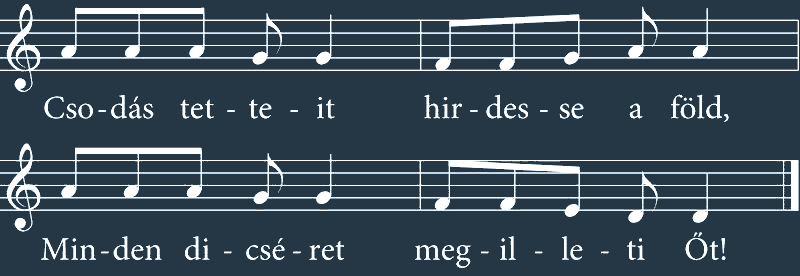 Cso - dás tet - te - it hir - des - se a föld,
Min - den di - csé - ret meg - il - le - ti Őt!